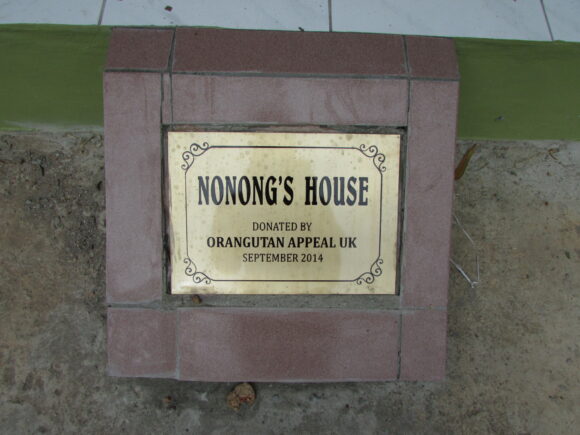 NONONG'S HOUSE
DONATED BY
ORANGUTAN APPEAL UK
SEPTEMBER 2014